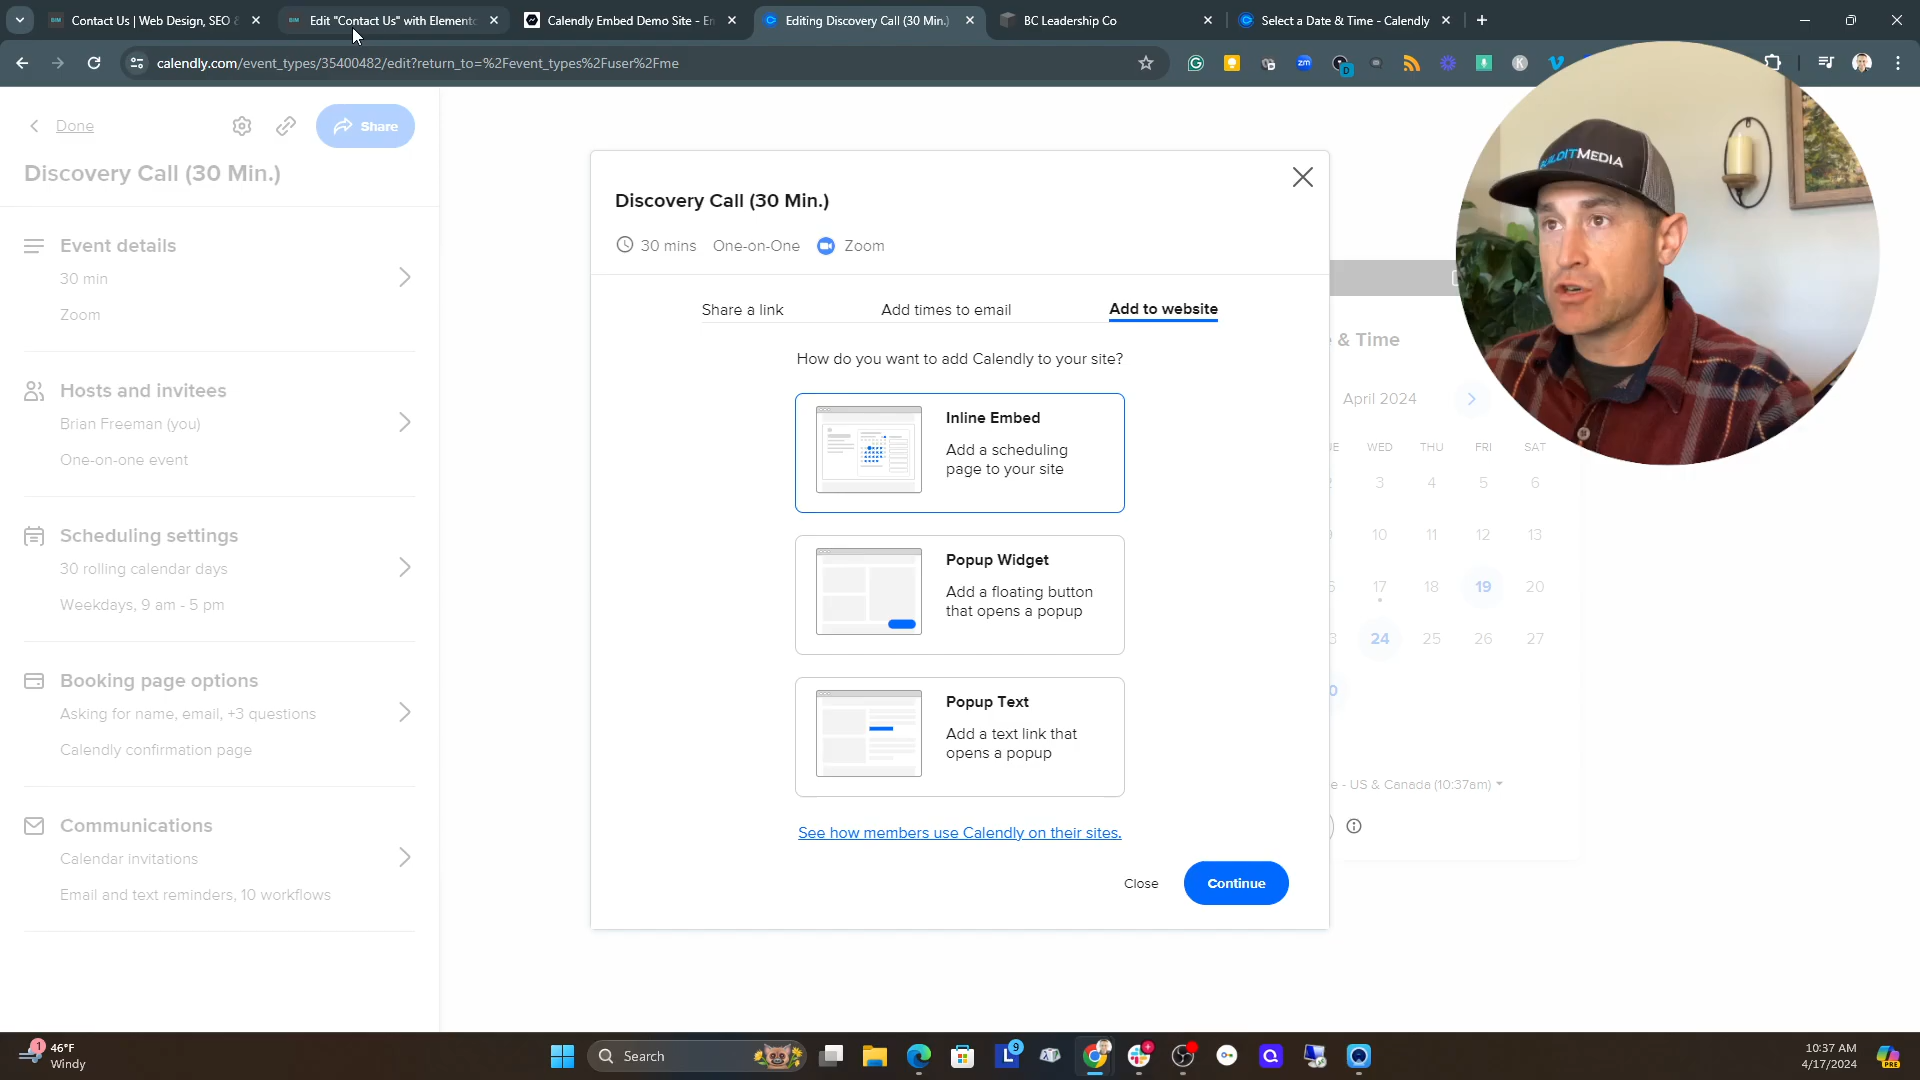 Contact Us | Web Design, SEO &
Edit "Contact Us" with Elemento
Calendly Embed Demo Site - En
Editing Discovery Call (30 Min.)
BC Leadership Co
Select a Date & Time - Calendly
calendly.com/event_types/35400482/edit?return_to=%2Fevent_types%2Fuser%2Fme
Done
Share
Discovery Call (30 Min.)
Event details
30 min
Zoom
Hosts and invitees
Brian Freeman (you)
One-on-one event
Scheduling settings
30 rolling calendar days
Weekdays, 9 am - 5 pm
Booking page options
Asking for name, email, +3 questions
Calendly confirmation page
Communications
Calendar invitations
Email and text reminders, 10 workflows
Discovery Call (30 Min.)
30 mins One-on-One Zoom
Share a link Add times to email Add to website
How do you want to add Calendly to your site?
Inline Embed
Add a scheduling
page to your site
Popup Widget
Add a floating button
that opens a popup
Popup Text
Add a text link that
opens a popup
See how members use Calendly on their sites.
Close Continue
& Time
April 2024
WED THU FRI SAT
3 4 5 6
10 11 12 13
17 18 19 20
24 25 26 27
- US & Canada (10:37am)
MEDIA
46°F
Windy
Search
10:37 AM
4/17/2024